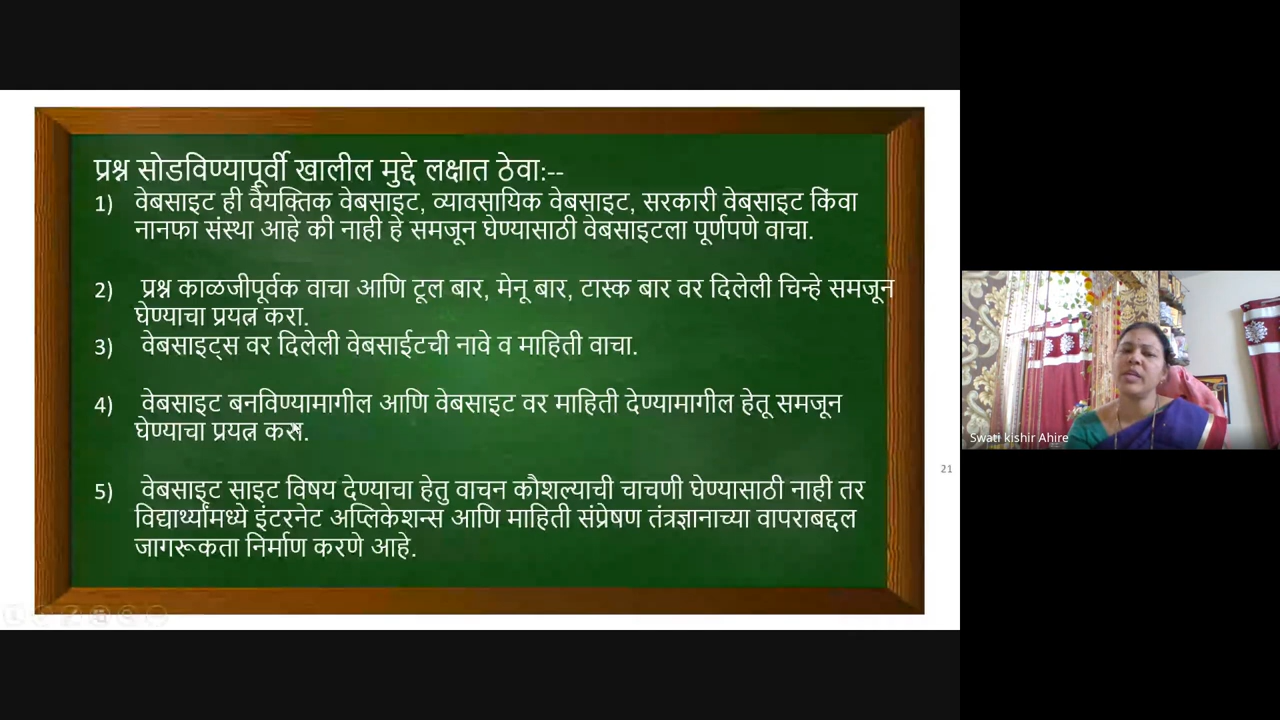 प्रश्न सोडविण्यापूर्वी खालील मुद्दे लक्षात ठेवा:--
1) वेबसाइट ही वैयक्तिक वेबसाइट, व्यावसायिक वेबसाइट, सरकारी वेबसाइट किंवा
नानफा संस्था आहे की नाही हे समजून घेण्यासाठी वेबसाइटला पूर्णपणे वाचा.
2) प्रश्न काळजीपूर्वक वाचा आणि टूल बार, मेनू बार, टास्क बार वर दिलेली चिन्हे समजून
घेण्याचा प्रयत्न करा.
3) वेबसाइट्स वर दिलेली वेबसाईटची नावे व माहिती वाचा.
4) वेबसाइट बनविण्यामागील आणि वेबसाइट वर माहिती देण्यामागील हेतू समजून
घेण्याचा प्रयत्न करा.
5) वेबसाइट साइट विषय देण्याचा हेतु वाचन कौशल्याची चाचणी घेण्यासाठी नाही तर
विद्यार्थ्यांमध्ये इंटरनेट अप्लिकेशन्स आणि माहिती संप्रेषण तंत्रज्ञानाच्या वापराबद्दल
जागरूकता निर्माण करणे आहे.
21
Swati kishir Ahire